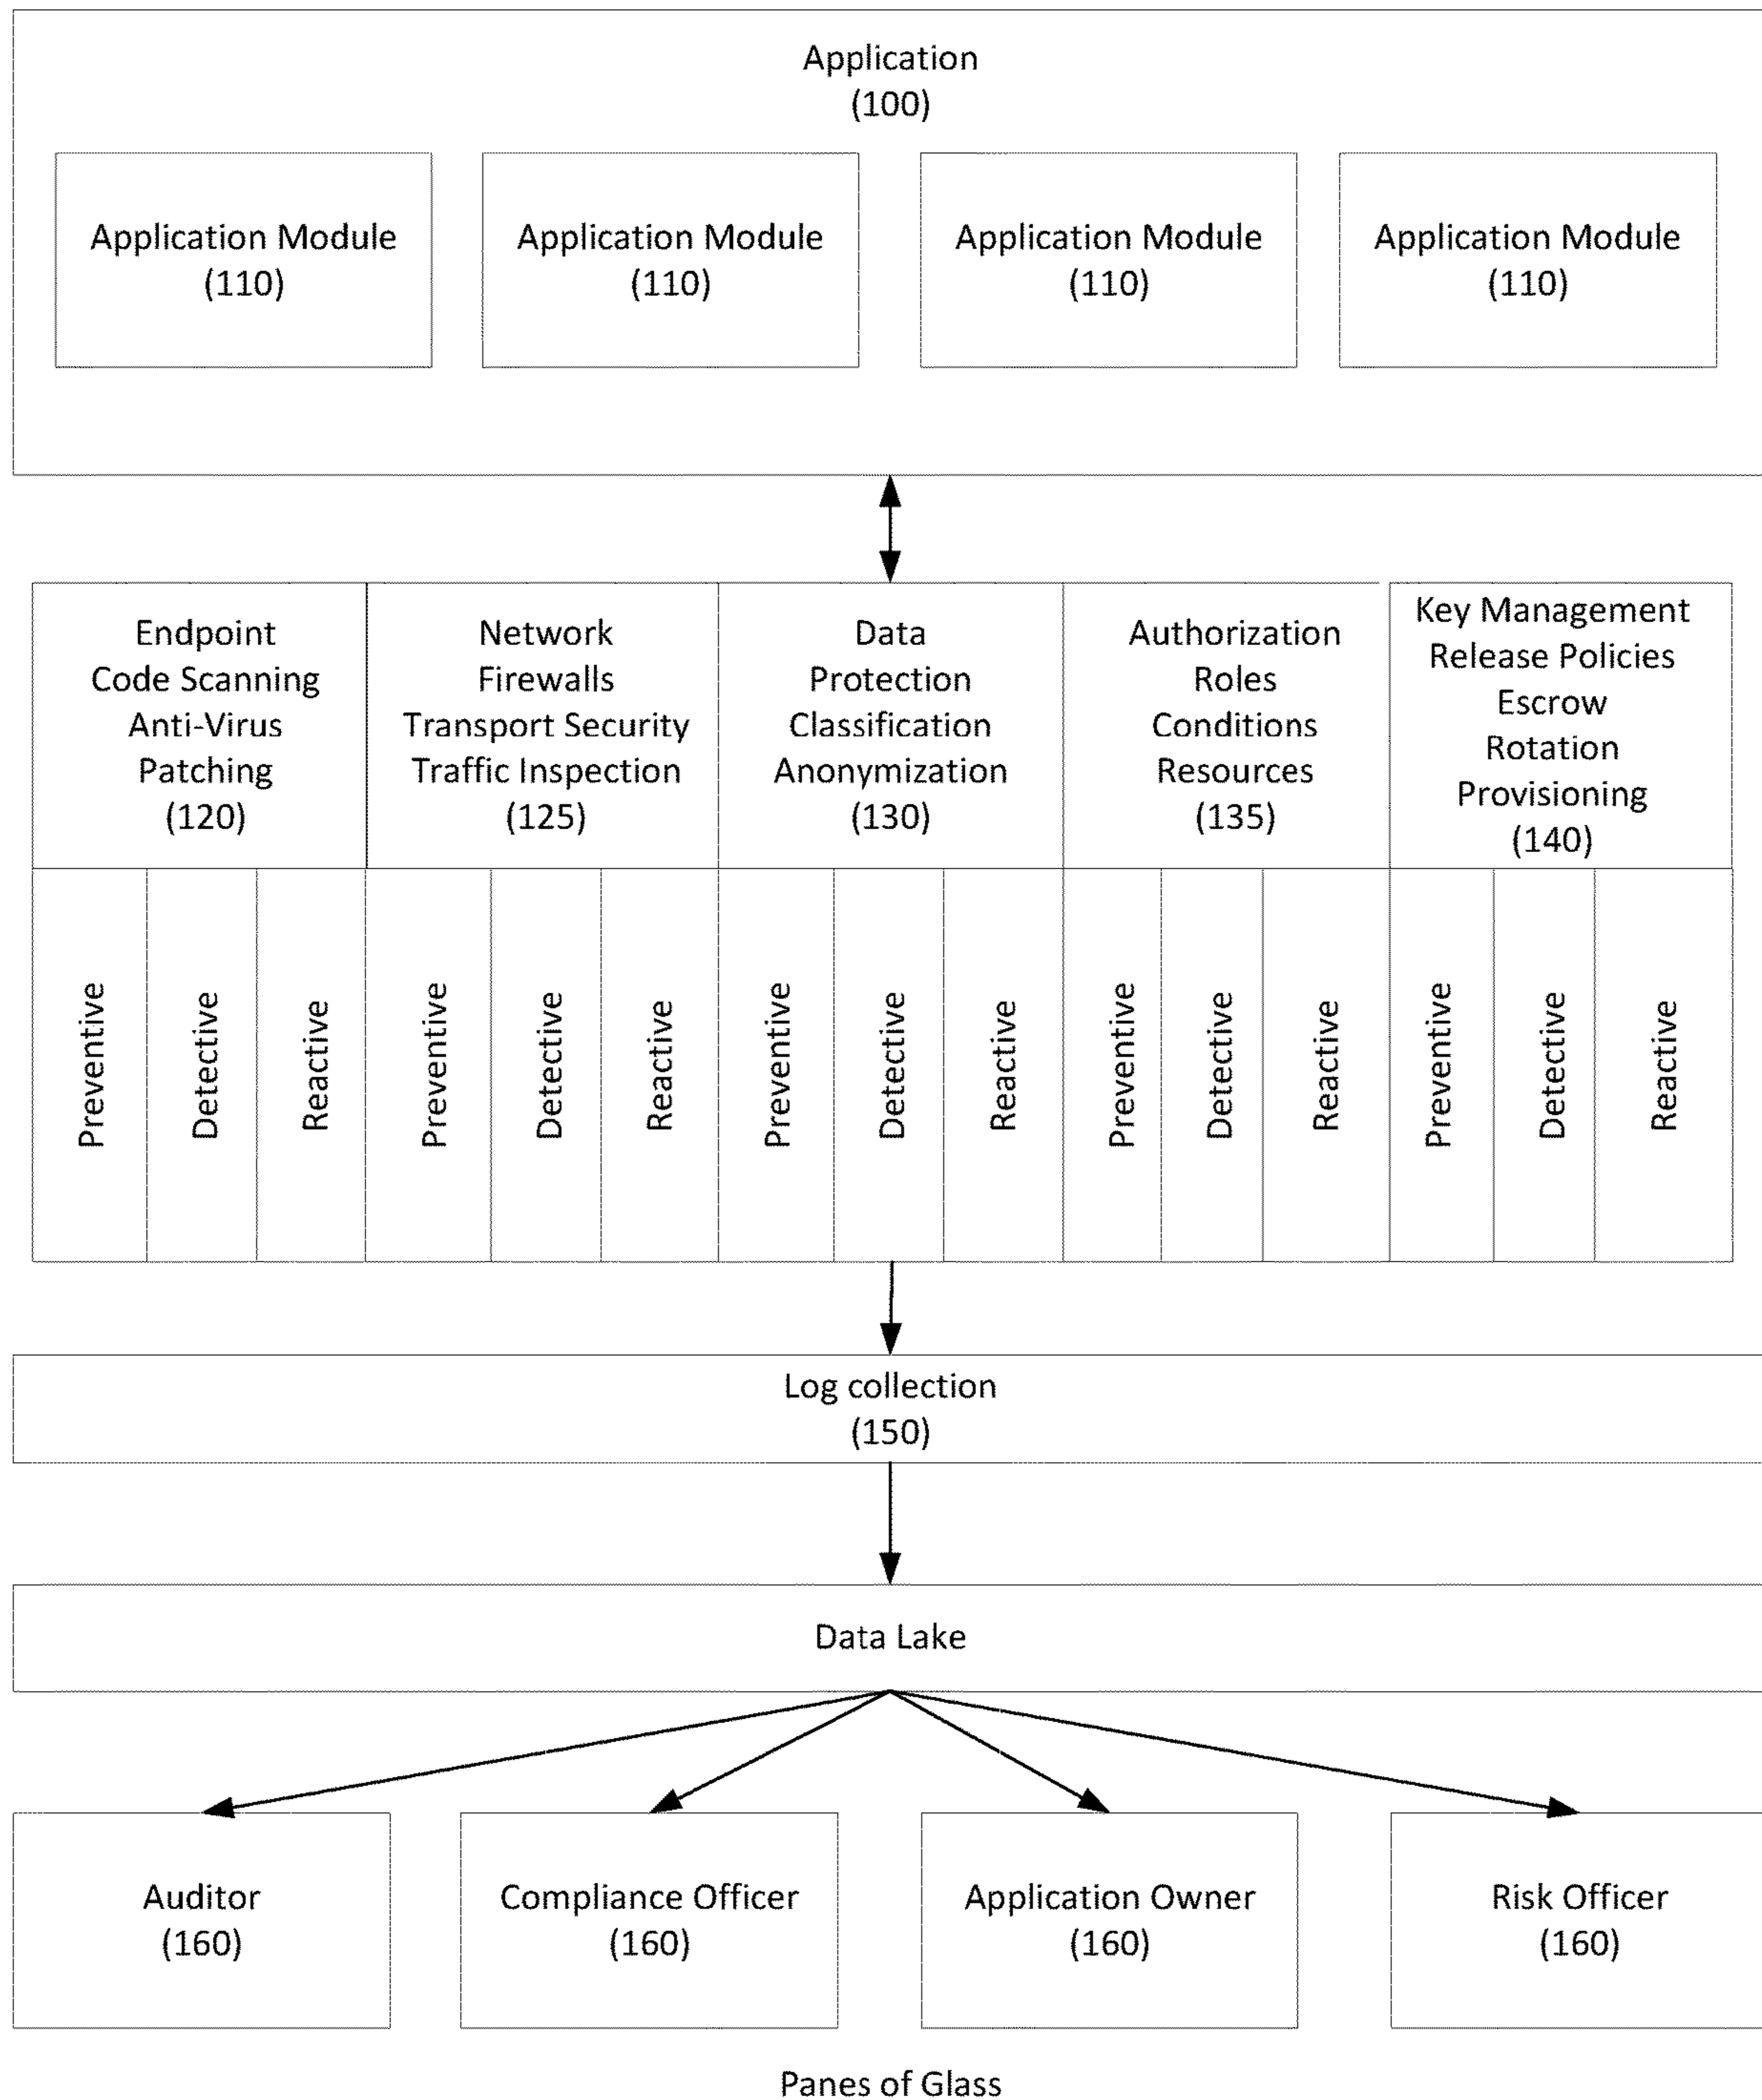 Application
(100)
Application Module
(110)
Application Module
(110)
Application Module
(110)
Application Module
(110)
Endpoint
Code Scanning
Anti-Virus
Patching
(120)
Network
Firewalls
Transport Security
Traffic Inspection
(125)
Data
Protection
Classification
Anonymization
(130)
Authorization
Roles
Conditions
Resources
(135)
Key Management
Release Policies
Escrow
Rotation
Provisioning
(140)
Preventive
Detective
Reactive
Preventive
Detective
Reactive
Preventive
Detective
Reactive
Preventive
Detective
Reactive
Preventive
Detective
Reactive
Log collection
(150)
Data Lake
Auditor
(160)
Compliance Officer
(160)
Application Owner
(160)
Risk Officer
(160)
Panes of Glass